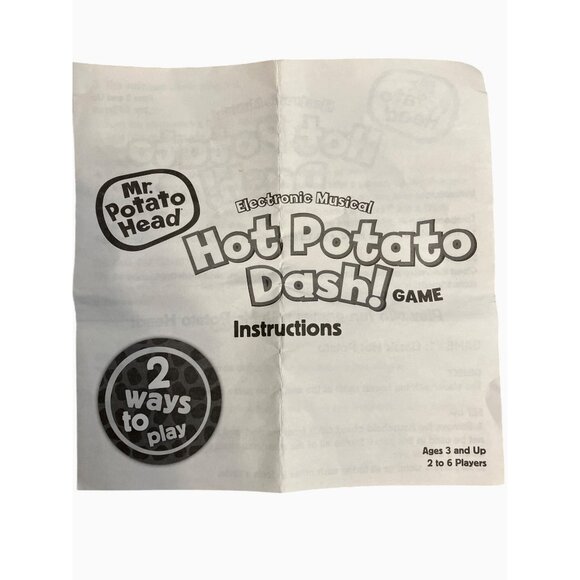 Mr.
Potato
Head
Electronic Musical
Hot Potato
Dash! GAME
Instructions
2
ways
to play
Ages 3 and Up
2 to 6 Players